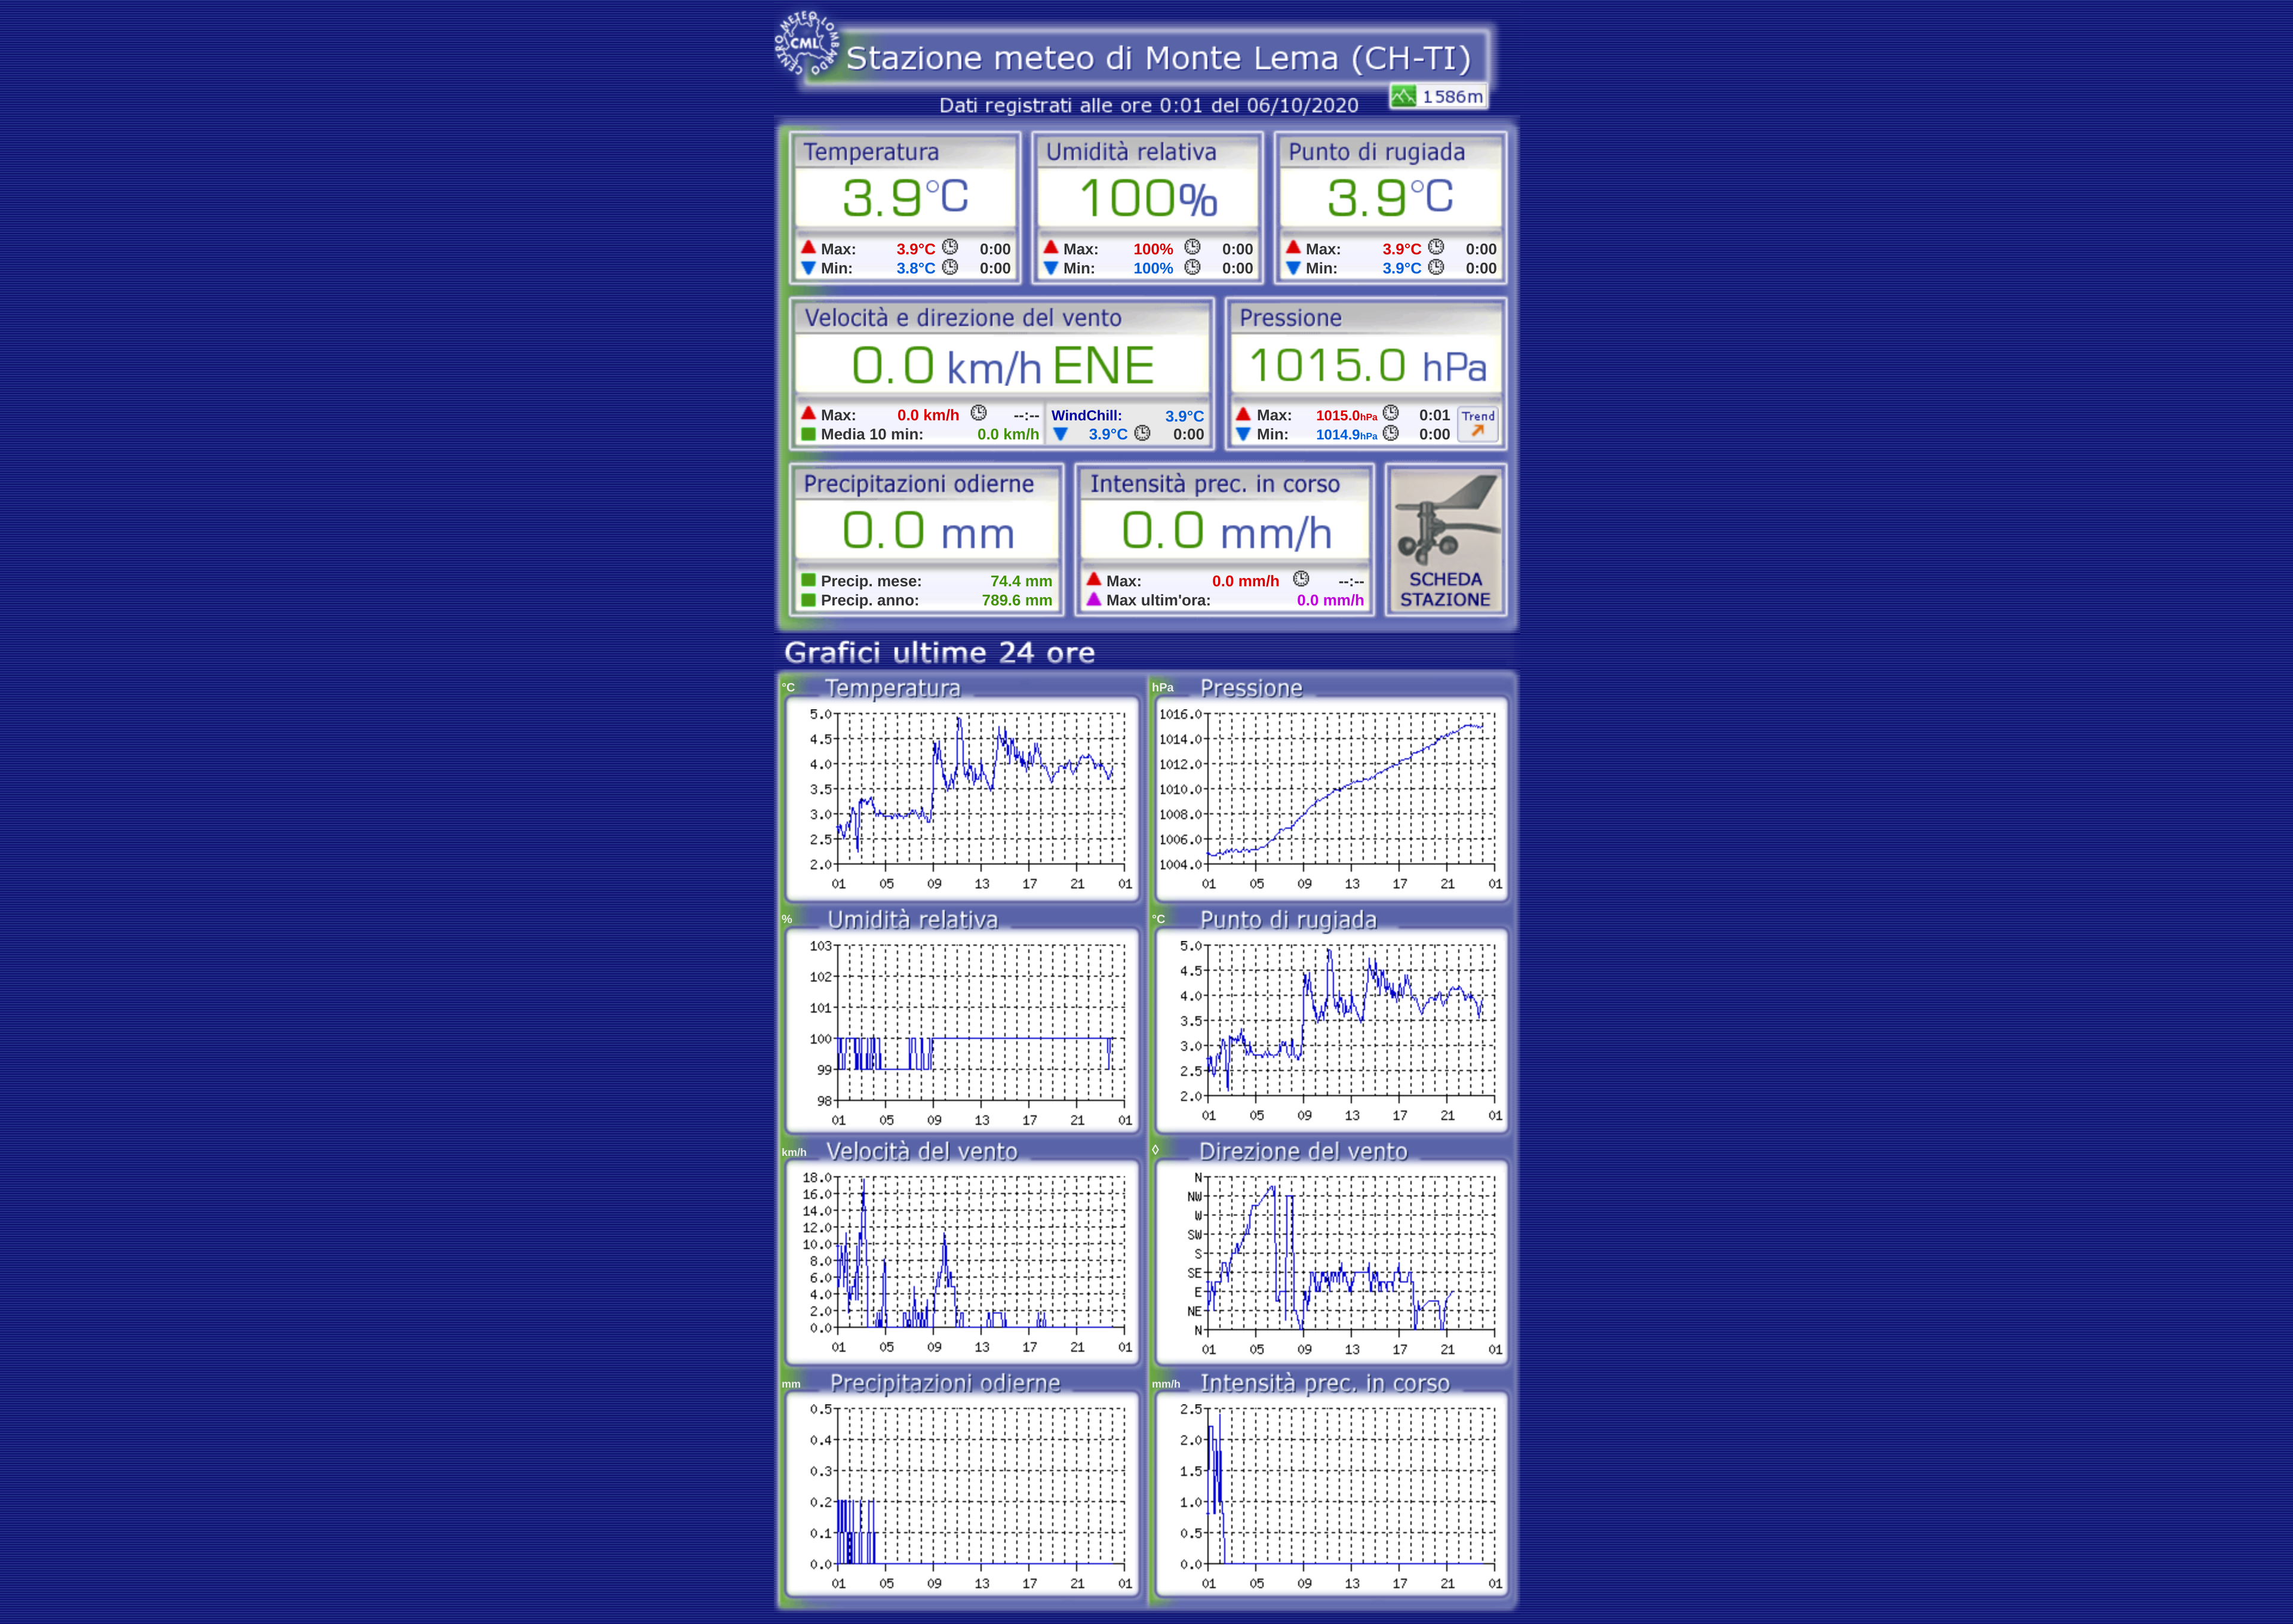 CENTRO METEO LOMBARDO
CML
Stazione meteo di Monte Lema (CH-TI)
1586m
Dati registrati alle ore 0:01 del 06/10/2020
Temperatura
3.9°C
Max: 3.9°C 0:00
Min: 3.8°C 0:00
Umidità relativa
100%
Max: 100% 0:00
Min: 100% 0:00
Punto di rugiada
3.9°C
Max: 3.9°C 0:00
Min: 3.9°C 0:00
Velocità e direzione del vento
0.0 km/h ENE
Max: 0.0 km/h --:--
Media 10 min: 0.0 km/h
WindChill: 3.9°C
3.9°C 0:00
Pressione
1015.0 hPa
Max: 1015.0hPa 0:01
Min: 1014.9hPa 0:00
Trend
Precipitazioni odierne
0.0 mm
Precip. mese: 74.4 mm
Precip. anno: 789.6 mm
Intensità prec. in corso
0.0 mm/h
Max: 0.0 mm/h --:--
Max ultim'ora: 0.0 mm/h
SCHEDA
STAZIONE
Grafici ultime 24 ore
°C Temperatura
5.0
4.5
4.0
3.5
3.0
2.5
2.0
01 05 09 13 17 21 01
hPa Pressione
1016.0
1014.0
1012.0
1010.0
1008.0
1006.0
1004.0
01 05 09 13 17 21 01
% Umidità relativa
103
102
101
100
99
98
01 05 09 13 17 21 01
°C Punto di rugiada
5.0
4.5
4.0
3.5
3.0
2.5
2.0
01 05 09 13 17 21 01
km/h Velocità del vento
18.0
16.0
14.0
12.0
10.0
8.0
6.0
4.0
2.0
0.0
01 05 09 13 17 21 01
◊ Direzione del vento
N
NW
W
SW
S
SE
E
NE
N
01 05 09 13 17 21 01
mm Precipitazioni odierne
0.5
0.4
0.3
0.2
0.1
0.0
01 05 09 13 17 21 01
mm/h Intensità prec. in corso
2.5
2.0
1.5
1.0
0.5
0.0
01 05 09 13 17 21 01